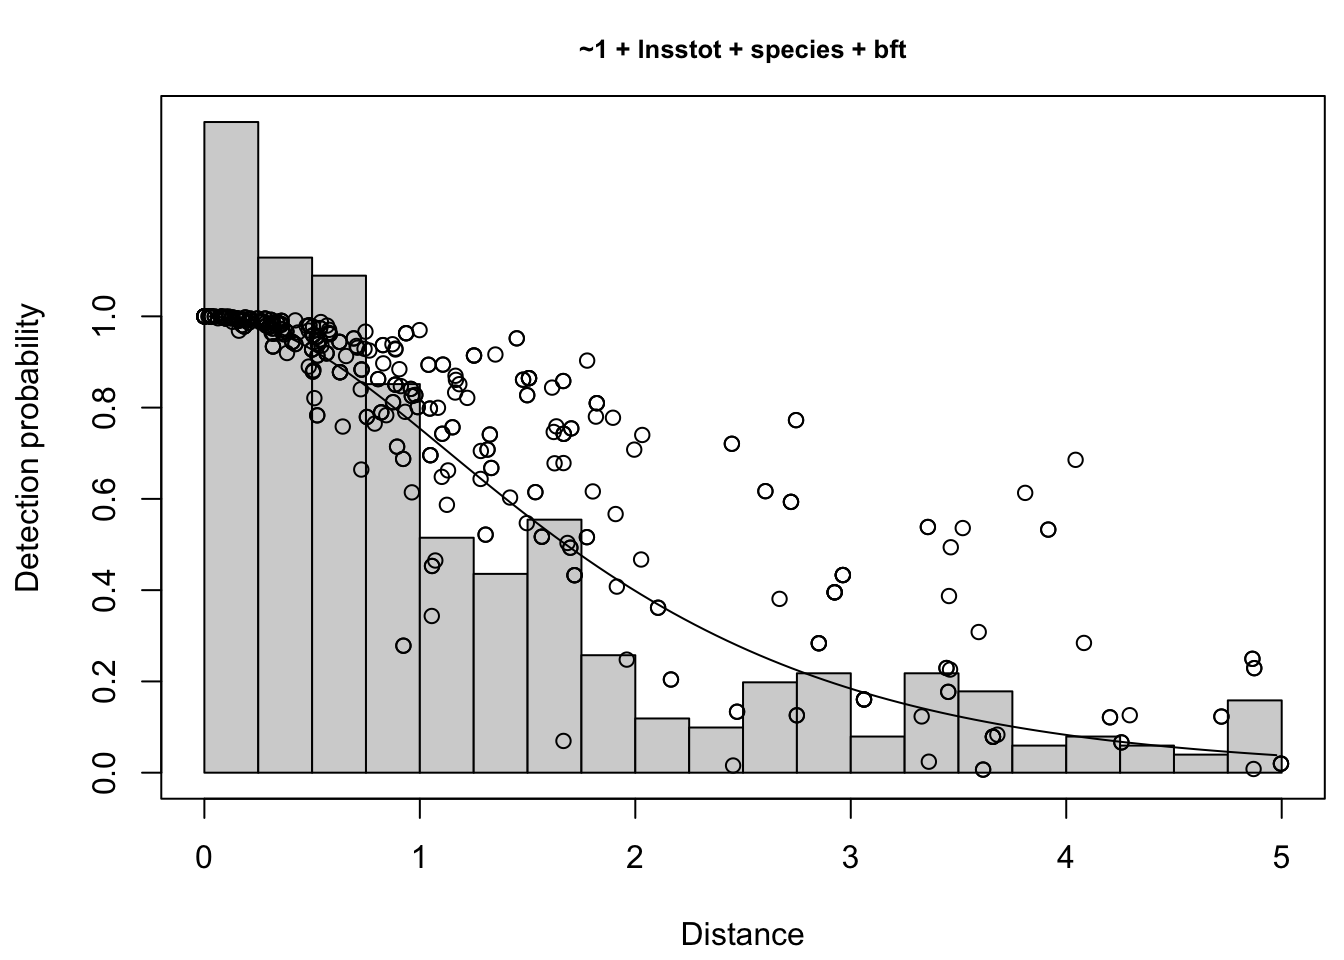 ~1 + lnsstot + species + bft
Detection probability
1.0
0.8
0.6
0.4
0.2
0.0
0 1 2 3 4 5
Distance